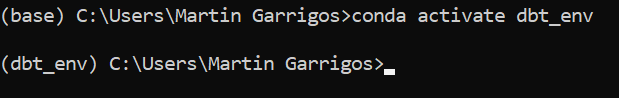 (base) C:\Users\Martin Garrigos>conda activate dbt_env
(dbt_env) C:\Users\Martin Garrigos>